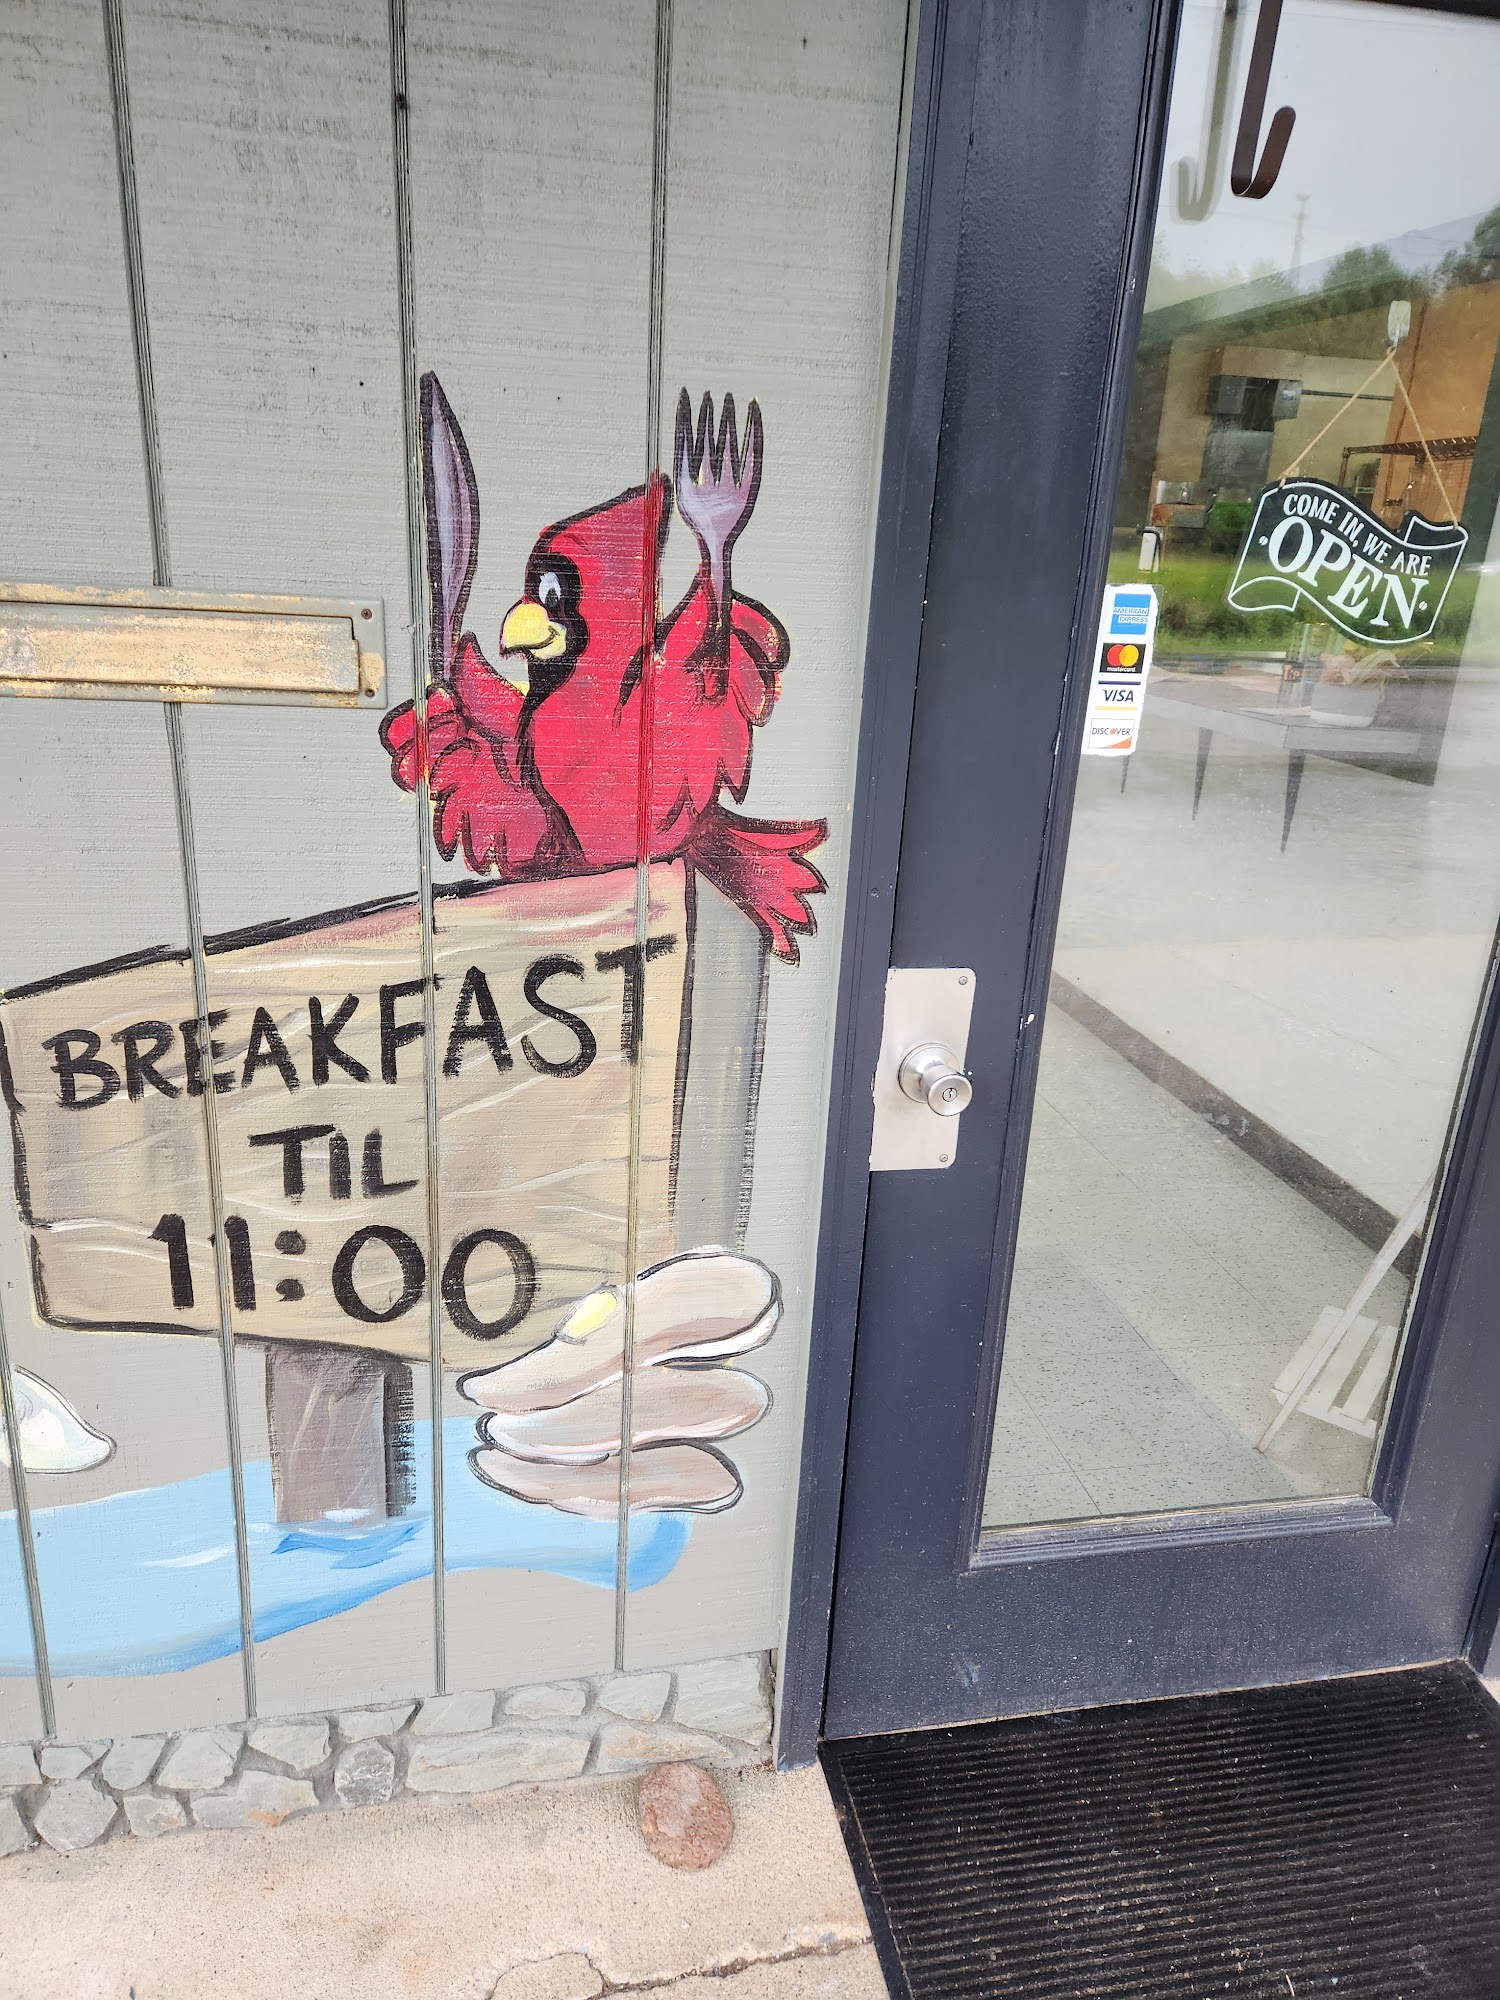 BREAKFAST
TIL
11:00
COME IN, WE ARE
OPEN
AMERICAN
EXPRESS
mastercard
VISA
DISCOVER